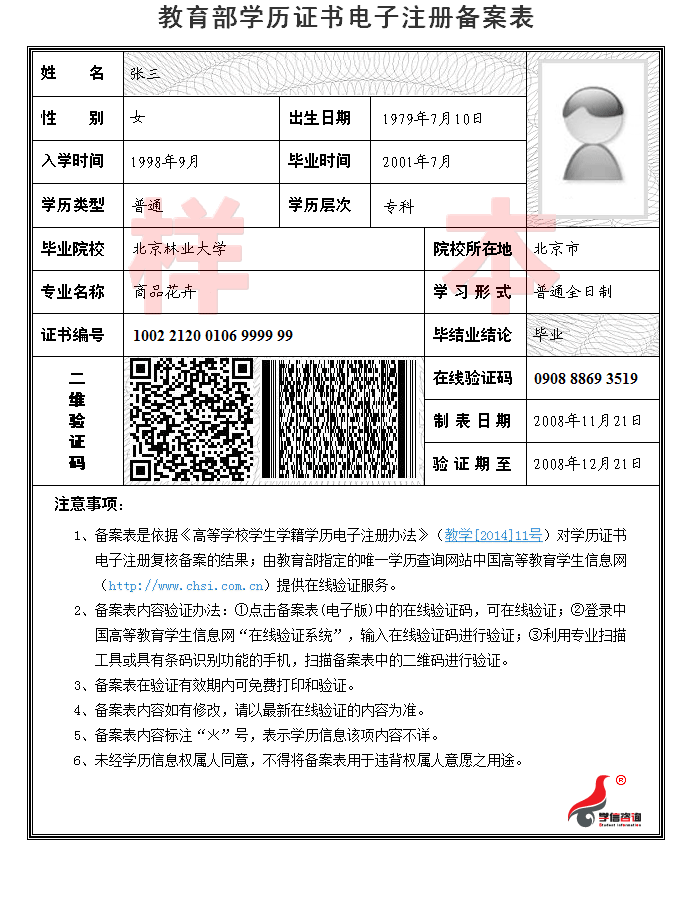 教育部学历证书电子注册备案表
姓 名 张三
性 别 女 出生日期 1979年7月10日
入学时间 1998年9月 毕业时间 2001年7月
学历类型 普通 学历层次 专科
样本
毕业院校 北京林业大学 院校所在地 北京市
专业名称 商品花卉 学习形式 普通全日制
证书编号 1002 2120 0106 9999 99 毕结业结论 毕业
二维验证码 在线验证码 0908 8869 3519
制表日期 2008年11月21日
验证期至 2008年12月21日
注意事项：
1、备案表是依据《高等学校学生学籍学历电子注册办法》（教学[2014]11号）对学历证书
电子注册复核备案的结果；由教育部指定的唯一学历查询网站中国高等教育学生信息网
（http://www.chsi.com.cn）提供在线验证服务。
2、备案表内容验证办法：①点击备案表(电子版)中的在线验证码，可在线验证；②登录中
国高等教育学生信息网“在线验证系统”，输入在线验证码进行验证；③利用专业扫描
工具或具有条码识别功能的手机，扫描备案表中的二维码进行验证。
3、备案表在验证有效期内可免费打印和验证。
4、备案表内容如有修改，请以最新在线验证的内容为准。
5、备案表内容标注“火”号，表示学历信息该项内容不详。
6、未经学历信息权属人同意，不得将备案表用于违背权属人意愿之用途。
®
学信咨询
Student Information